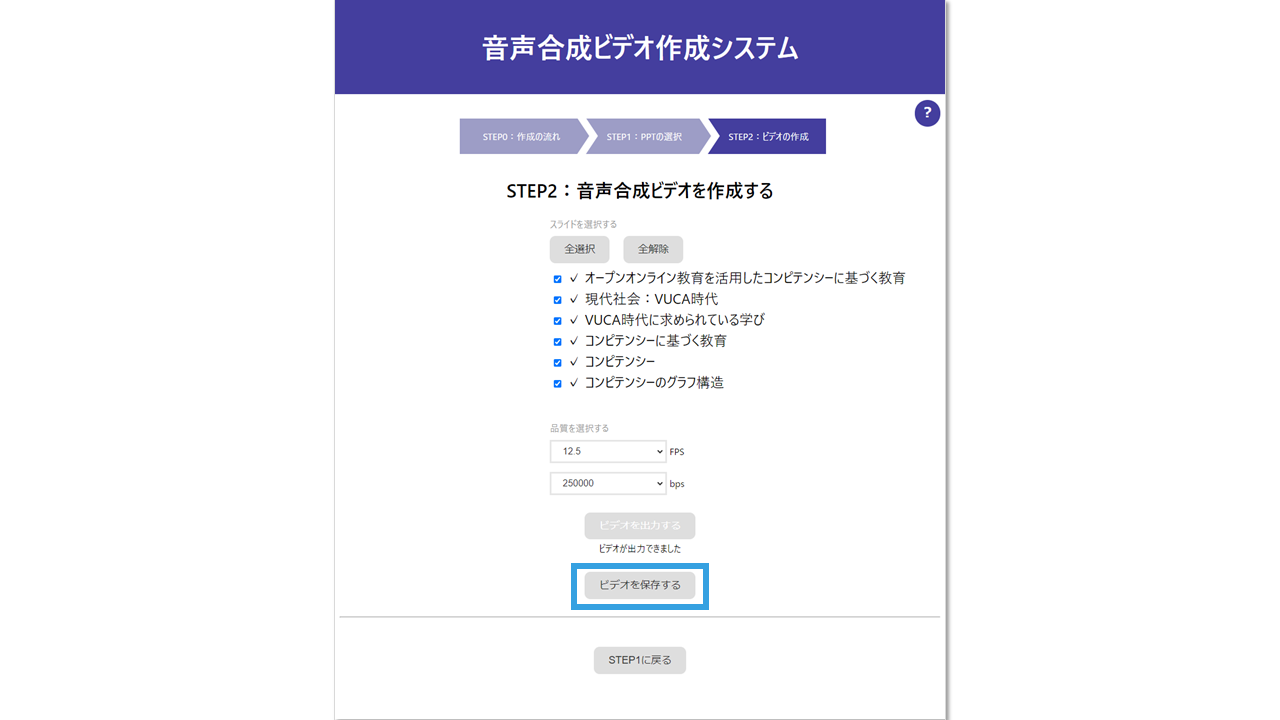 音声合成ビデオ作成システム
?
STEP0：作成の流れ STEP1：PPTの選択 STEP2：ビデオの作成
STEP2：音声合成ビデオを作成する
スライドを選択する
全選択 全解除
✓ オープンオンライン教育を活用したコンピテンシーに基づく教育
✓ 現代社会：VUCA時代
✓ VUCA時代に求められている学び
✓ コンピテンシーに基づく教育
✓ コンピテンシー
✓ コンピテンシーのグラフ構造
品質を選択する
12.5 FPS
250000 bps
ビデオを出力する
ビデオが出力できました
ビデオを保存する
STEP1に戻る